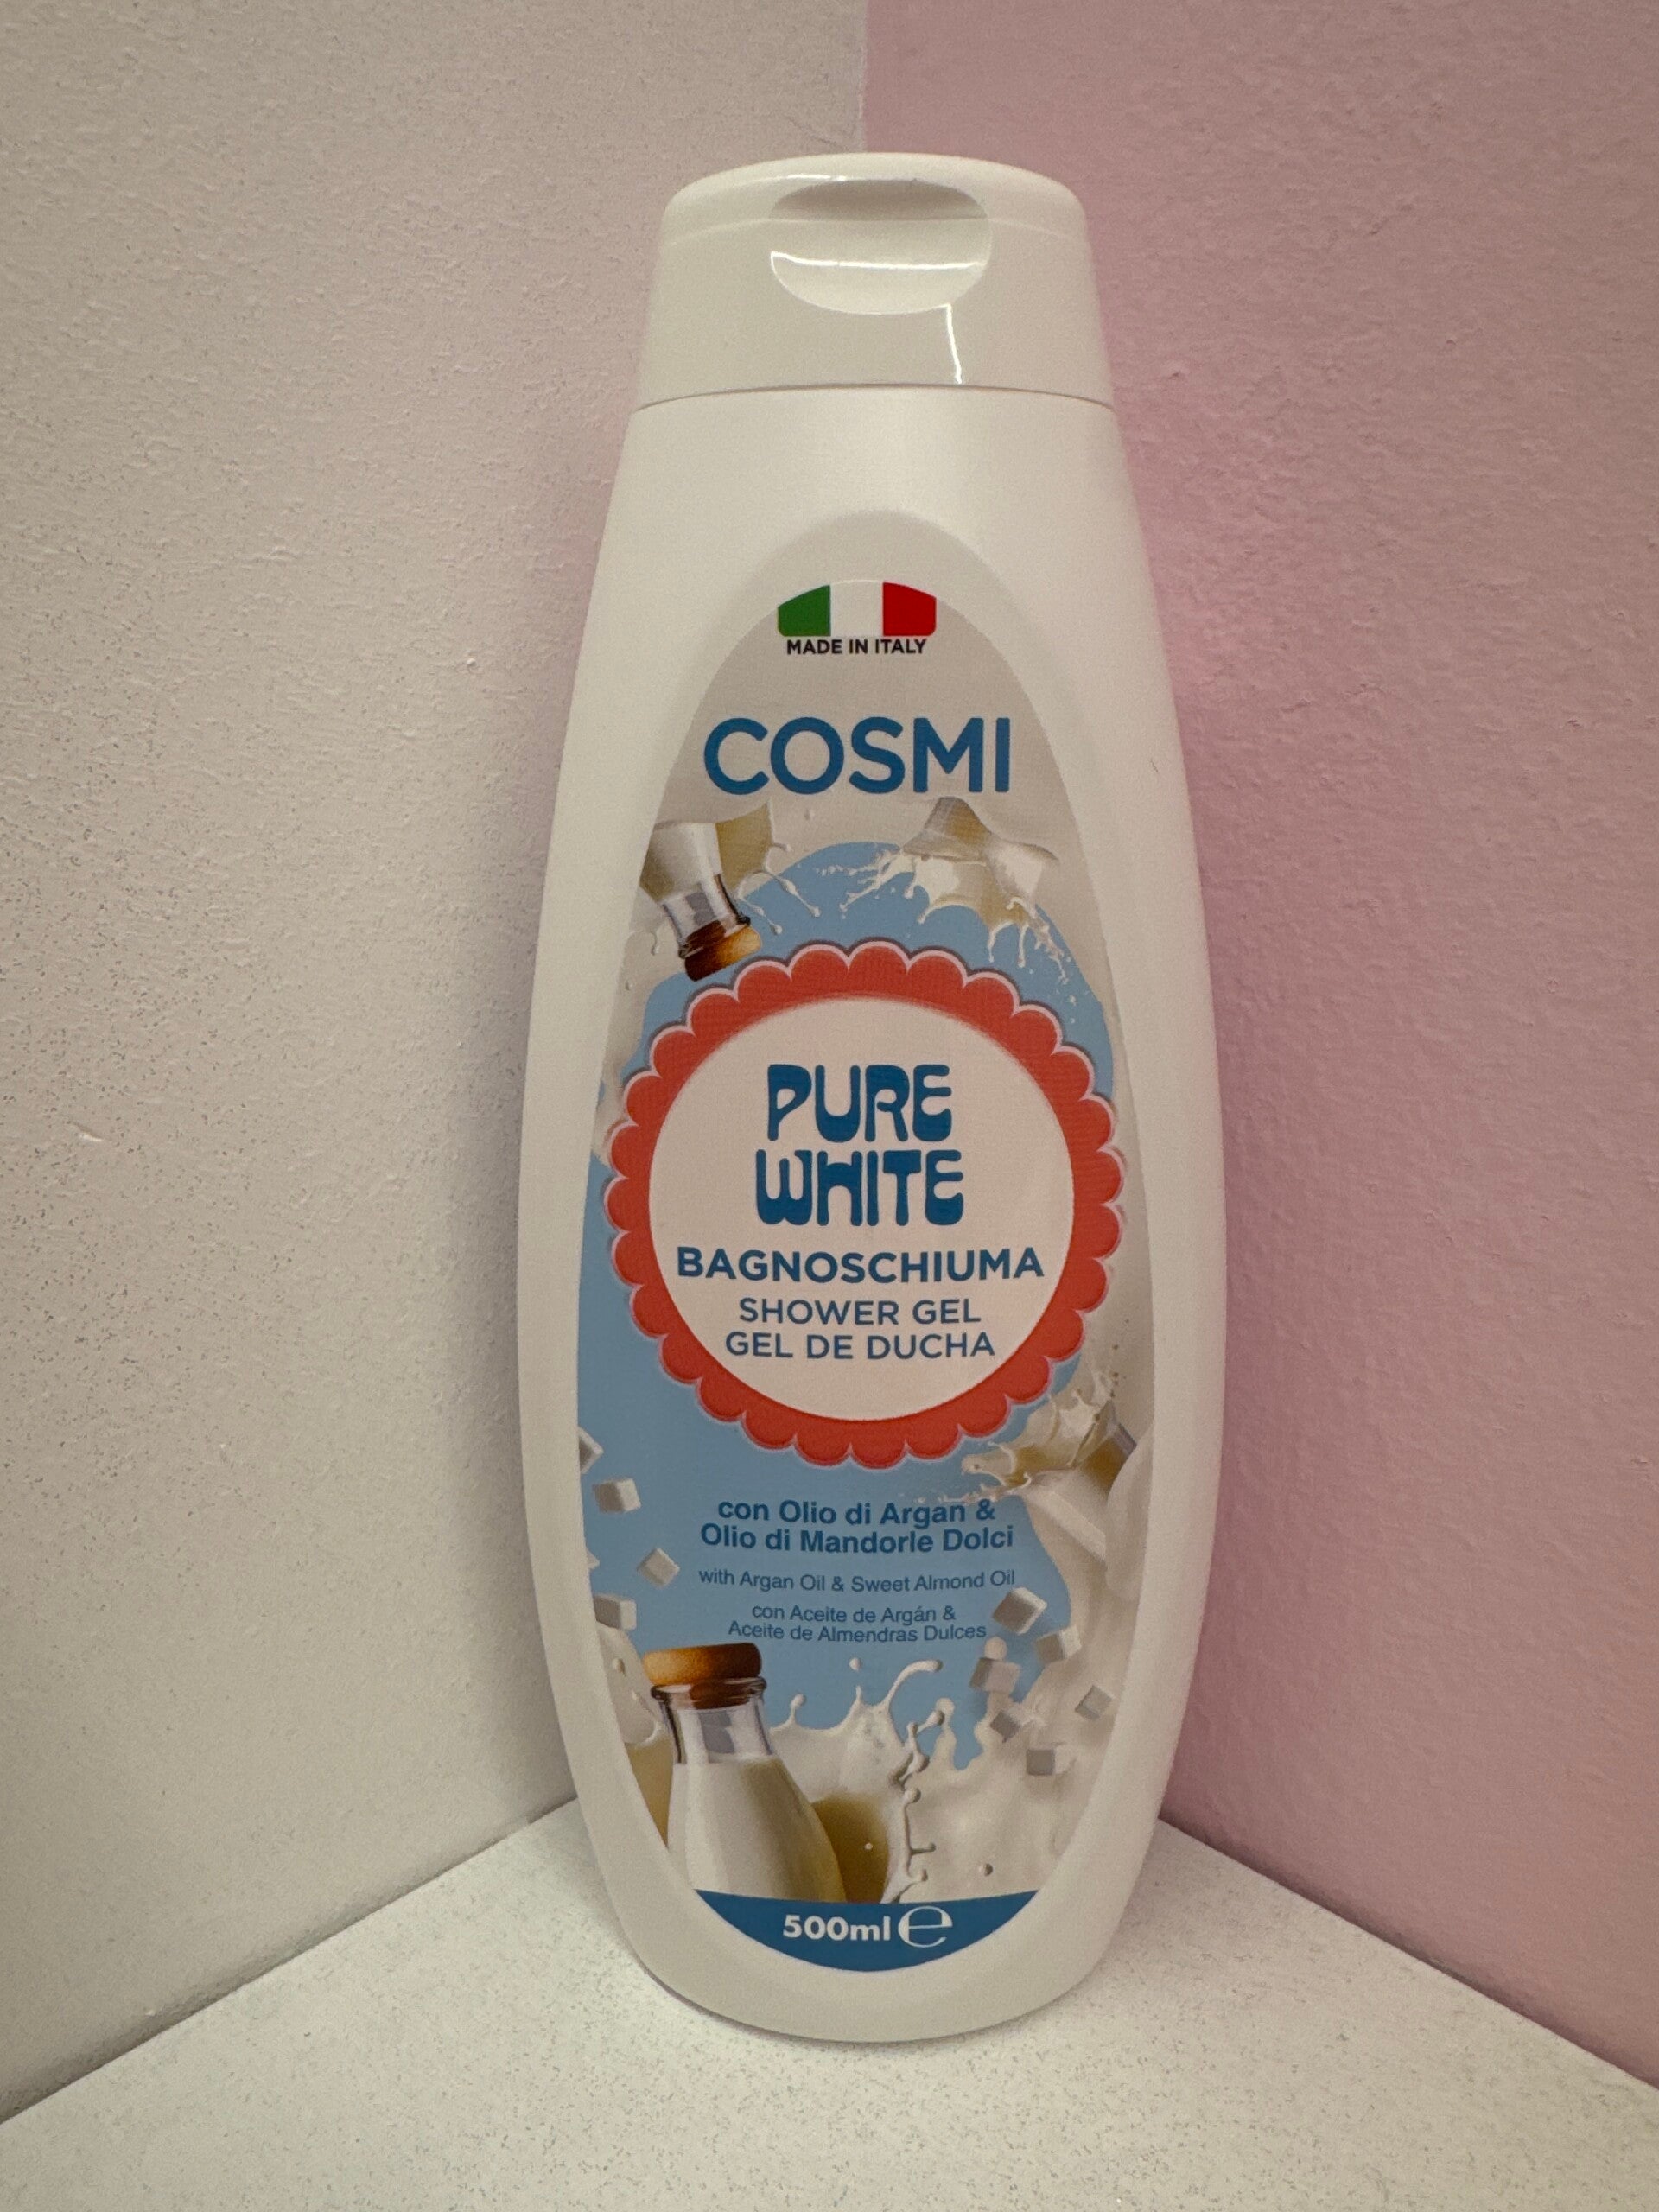 MADE IN ITALY
COSMI
PURE
WHITE
BAGNOSCHIUMA
SHOWER GEL
GEL DE DUCHA
con Olio di Argan &
Olio di Mandorle Dolci
with Argan Oil & Sweet Almond Oil
con Aceite de Argán &
Aceite de Almendras Dulces
500ml ℮